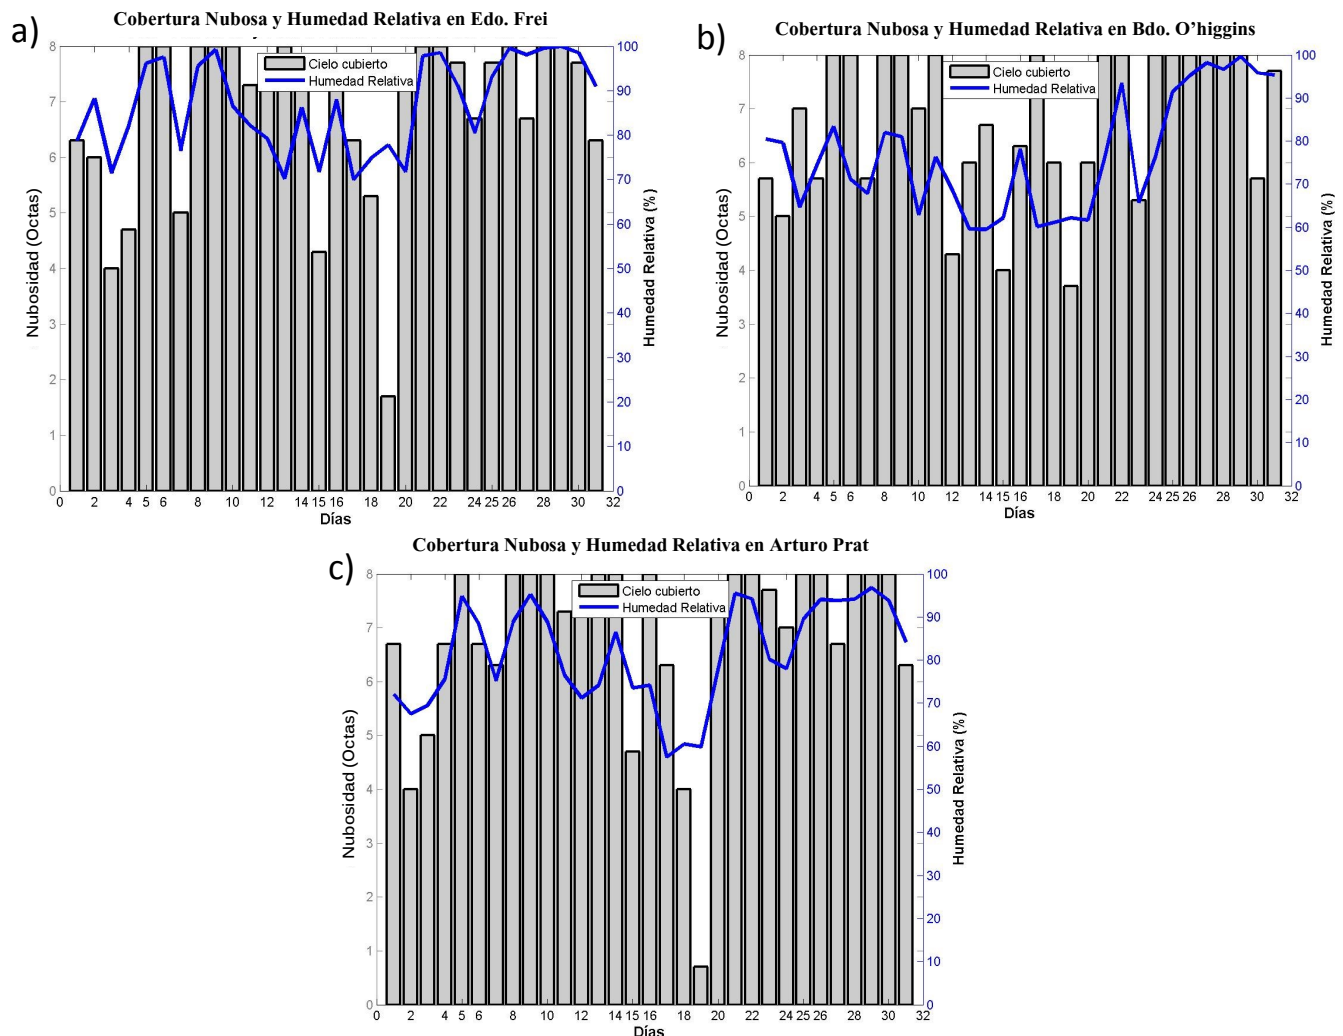 a)
Cobertura Nubosa y Humedad Relativa en Edo. Frei
Cielo cubierto
Humedad Relativa
Nubosidad (Octas)
8
7
6
5
4
3
2
1
0
Humedad Relativa (%)
100
90
80
70
60
50
40
30
20
10
0
0 2 4 5 6 8 10 12 14 15 16 18 20 22 24 25 26 28 30 32
Días
b)
Cobertura Nubosa y Humedad Relativa en Bdo. O’higgins
Cielo cubierto
Humedad Relativa
Nubosidad (Octas)
8
7
6
5
4
3
2
1
0
Humedad Relativa (%)
100
90
80
70
60
50
40
30
20
10
0
0 2 4 5 6 8 10 12 14 15 16 18 20 22 24 25 26 28 30 32
Días
c)
Cobertura Nubosa y Humedad Relativa en Arturo Prat
Cielo cubierto
Humedad Relativa
Nubosidad (Octas)
8
7
6
5
4
3
2
1
0
Humedad Relativa (%)
100
90
80
70
60
50
40
30
20
10
0
0 2 4 5 6 8 10 12 14 15 16 18 20 22 24 25 26 28 30 32
Días